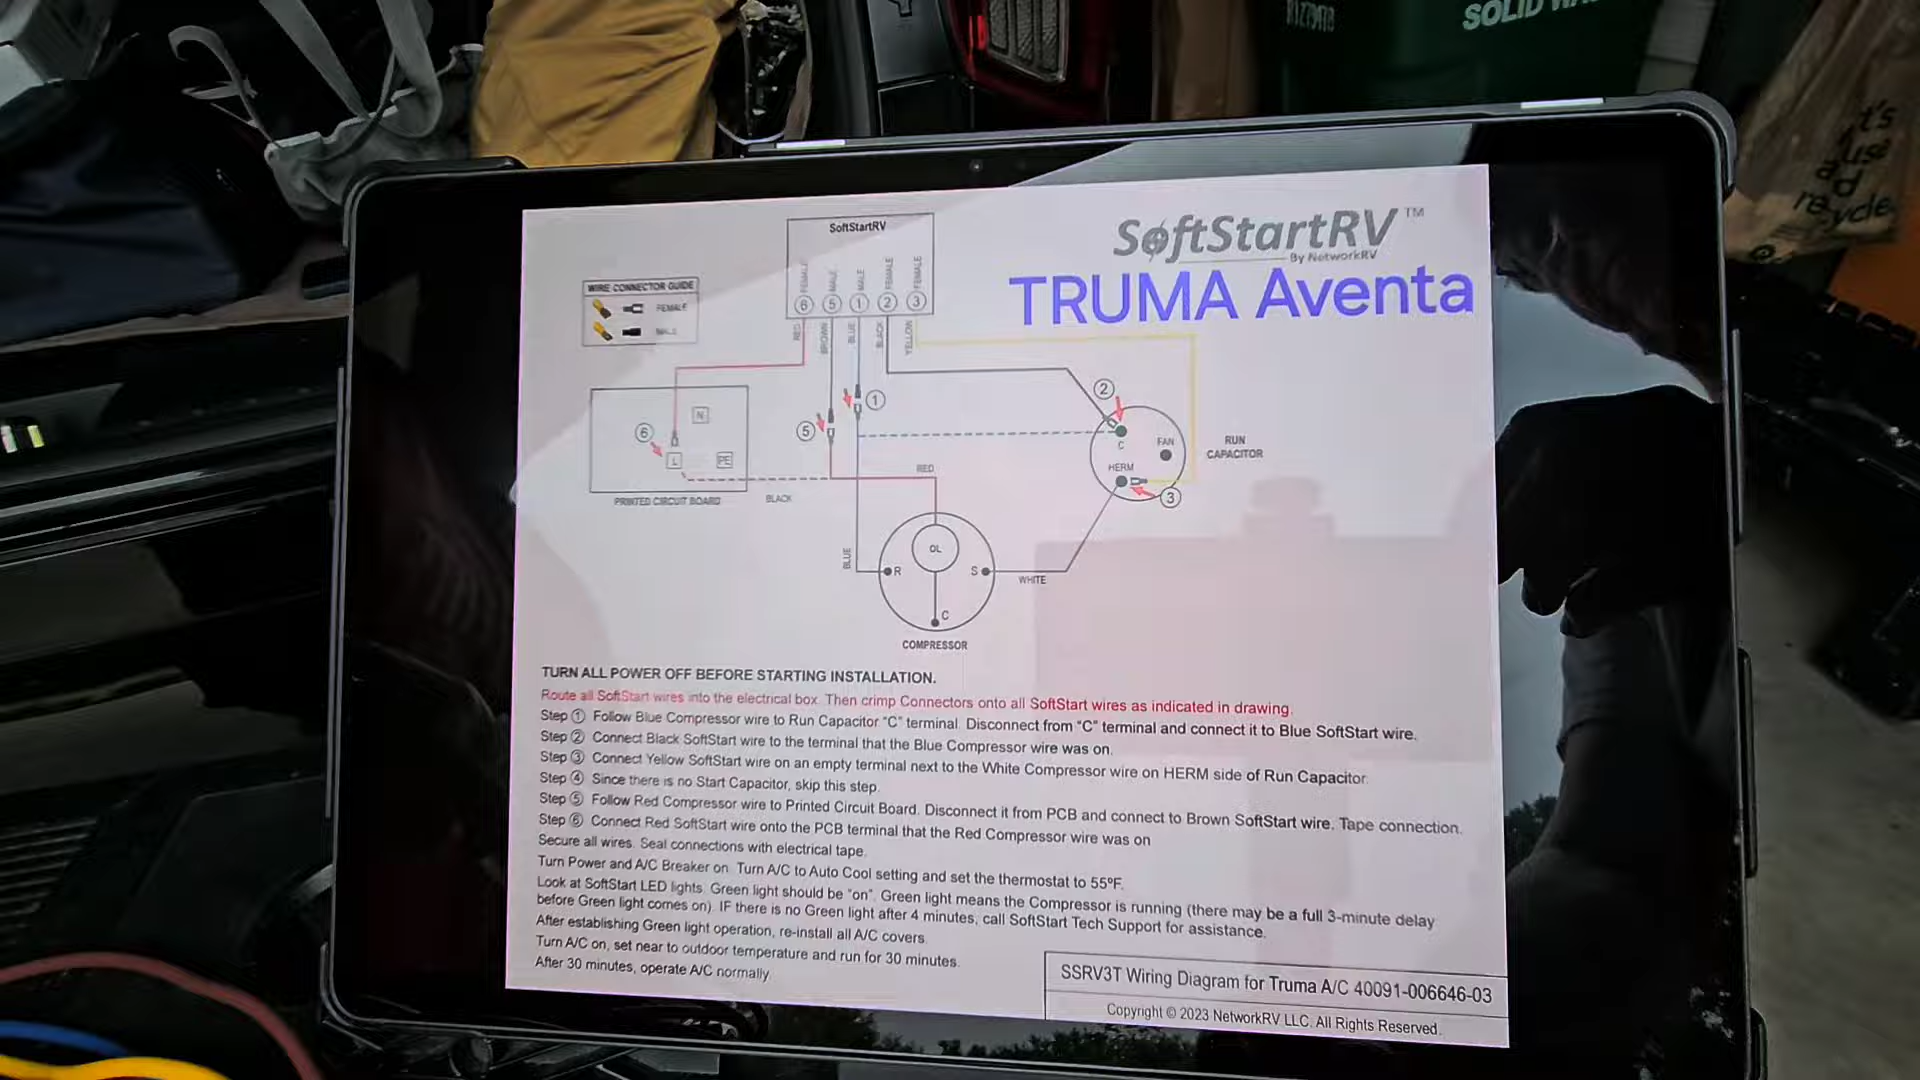 R1279178
SOLID WA
it's
use
and
recycle.
SoftStartRV™
By NetworkRV
TRUMA Aventa
SoftStartRV
FEMALE
MALE
MALE
FEMALE
FEMALE
6 5 1 2 3
WIRE CONNECTOR GUIDE
FEMALE
MALE
RED
BROWN
BLUE
BLACK
YELLOW
N
6
L
PE
PRINTED CIRCUIT BOARD
BLACK
5
1
2
C
FAN
HERM
3
RUN
CAPACITOR
RED
BLUE
OL
R
S
C
WHITE
COMPRESSOR
TURN ALL POWER OFF BEFORE STARTING INSTALLATION.
Route all SoftStart wires into the electrical box. Then crimp Connectors onto all SoftStart wires as indicated in drawing.
Step ① Follow Blue Compressor wire to Run Capacitor "C" terminal. Disconnect from "C" terminal and connect it to Blue SoftStart wire.
Step ② Connect Black SoftStart wire to the terminal that the Blue Compressor wire was on.
Step ③ Connect Yellow SoftStart wire on an empty terminal next to the White Compressor wire on HERM side of Run Capacitor.
Step ④ Since there is no Start Capacitor, skip this step.
Step ⑤ Follow Red Compressor wire to Printed Circuit Board. Disconnect it from PCB and connect to Brown SoftStart wire. Tape connection.
Step ⑥ Connect Red SoftStart wire onto the PCB terminal that the Red Compressor wire was on
Secure all wires. Seal connections with electrical tape.
Turn Power and A/C Breaker on. Turn A/C to Auto Cool setting and set the thermostat to 55°F.
Look at SoftStart LED lights. Green light should be "on". Green light means the Compressor is running (there may be a full 3-minute delay
before Green light comes on). IF there is no Green light after 4 minutes, call SoftStart Tech Support for assistance.
After establishing Green light operation, re-install all A/C covers.
Turn A/C on, set near to outdoor temperature and run for 30 minutes.
After 30 minutes, operate A/C normally.
SSRV3T Wiring Diagram for Truma A/C 40091-006646-03
Copyright © 2023 NetworkRV LLC. All Rights Reserved.